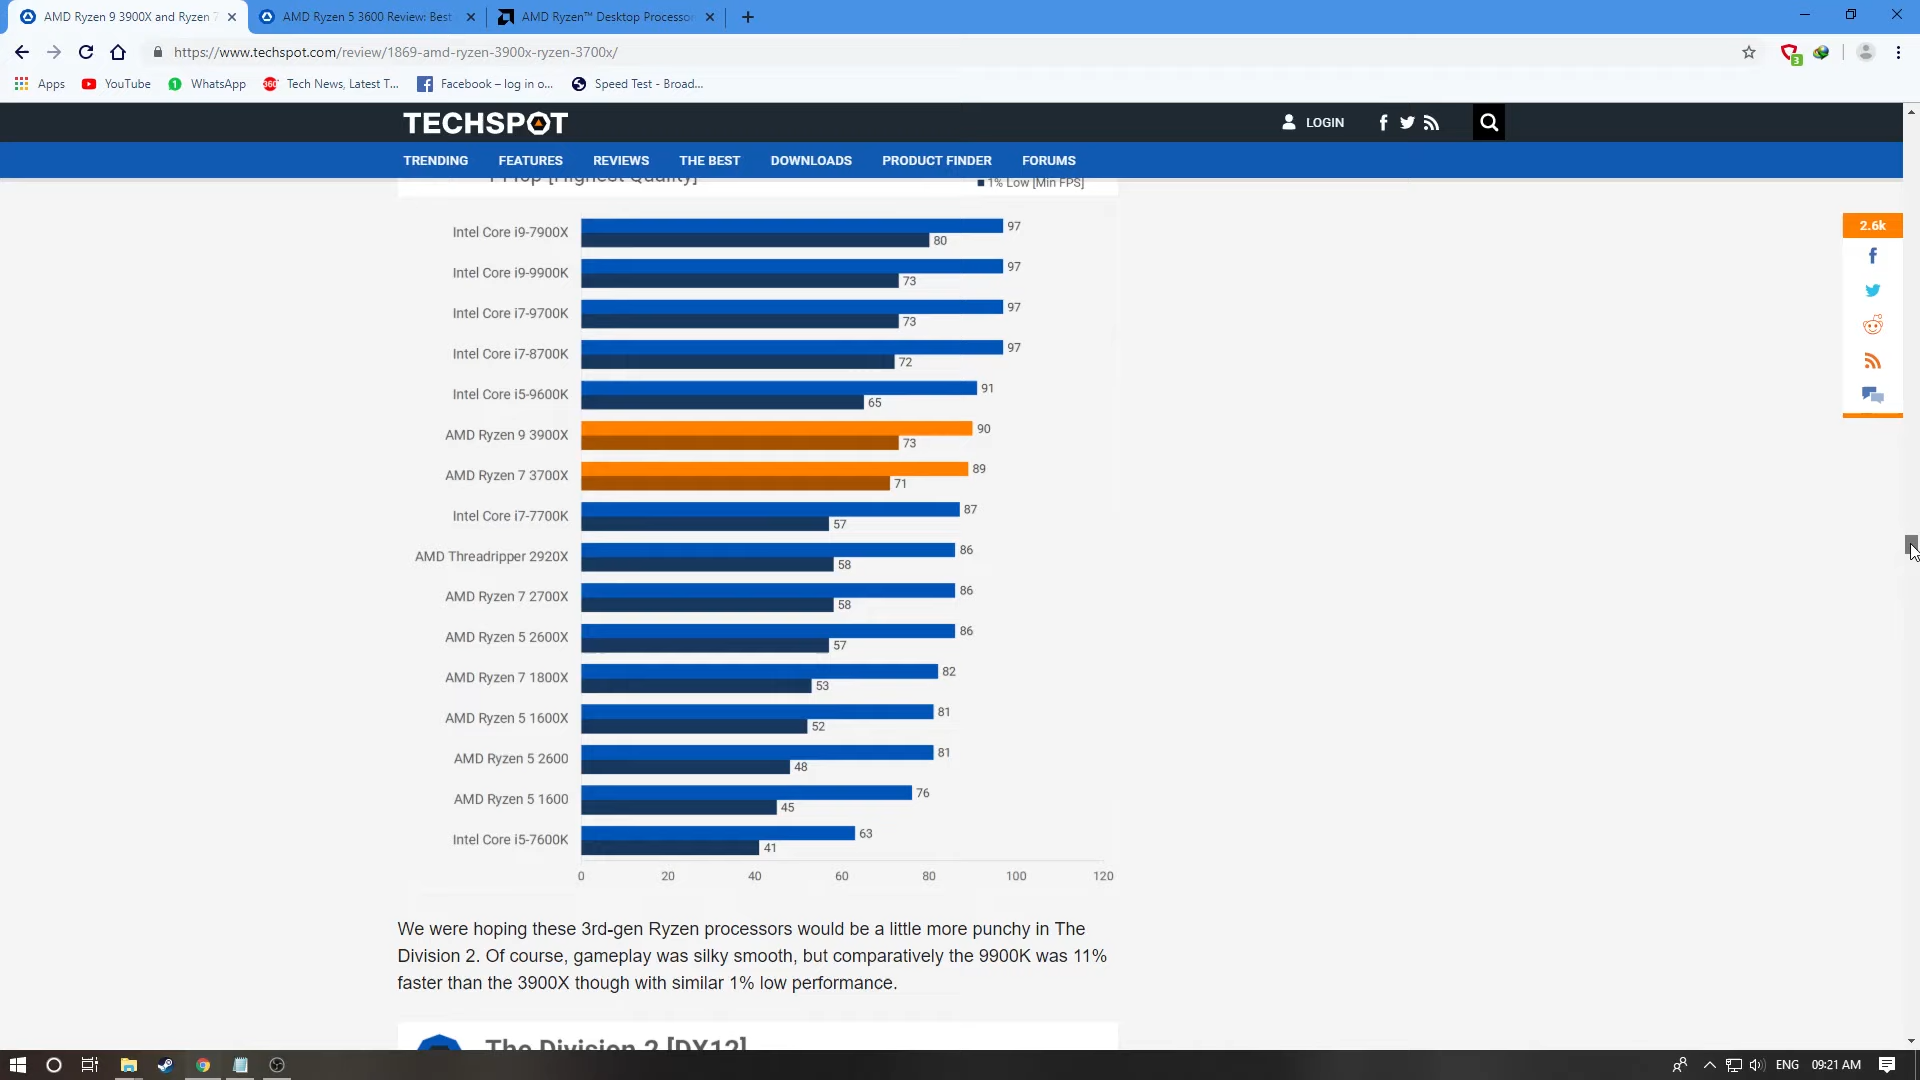 AMD Ryzen 9 3900X and Ryzen 7
AMD Ryzen 5 3600 Review: Best
AMD Ryzen™ Desktop Processor
https://www.techspot.com/review/1869-amd-ryzen-3900x-ryzen-3700x/
3
Apps
YouTube
1
WhatsApp
360
Tech News, Latest T...
Facebook – log in o...
Speed Test - Broad...
TECHSPOT
LOGIN
TRENDING FEATURES REVIEWS THE BEST DOWNLOADS PRODUCT FINDER FORUMS
[Highest Quality]
1% Low [Min FPS]
2.6k
Intel Core i9-7900X 97
80
Intel Core i9-9900K 97
73
Intel Core i7-9700K 97
73
Intel Core i7-8700K 97
72
Intel Core i5-9600K 91
65
AMD Ryzen 9 3900X 90
73
AMD Ryzen 7 3700X 89
71
Intel Core i7-7700K 87
57
AMD Threadripper 2920X 86
58
AMD Ryzen 7 2700X 86
58
AMD Ryzen 5 2600X 86
57
AMD Ryzen 7 1800X 82
53
AMD Ryzen 5 1600X 81
52
AMD Ryzen 5 2600 81
48
AMD Ryzen 5 1600 76
45
Intel Core i5-7600K 63
41
0 20 40 60 80 100 120
We were hoping these 3rd-gen Ryzen processors would be a little more punchy in The
Division 2. Of course, gameplay was silky smooth, but comparatively the 9900K was 11%
faster than the 3900X though with similar 1% low performance.
The Division 2 [DX12]
ENG
09:21 AM